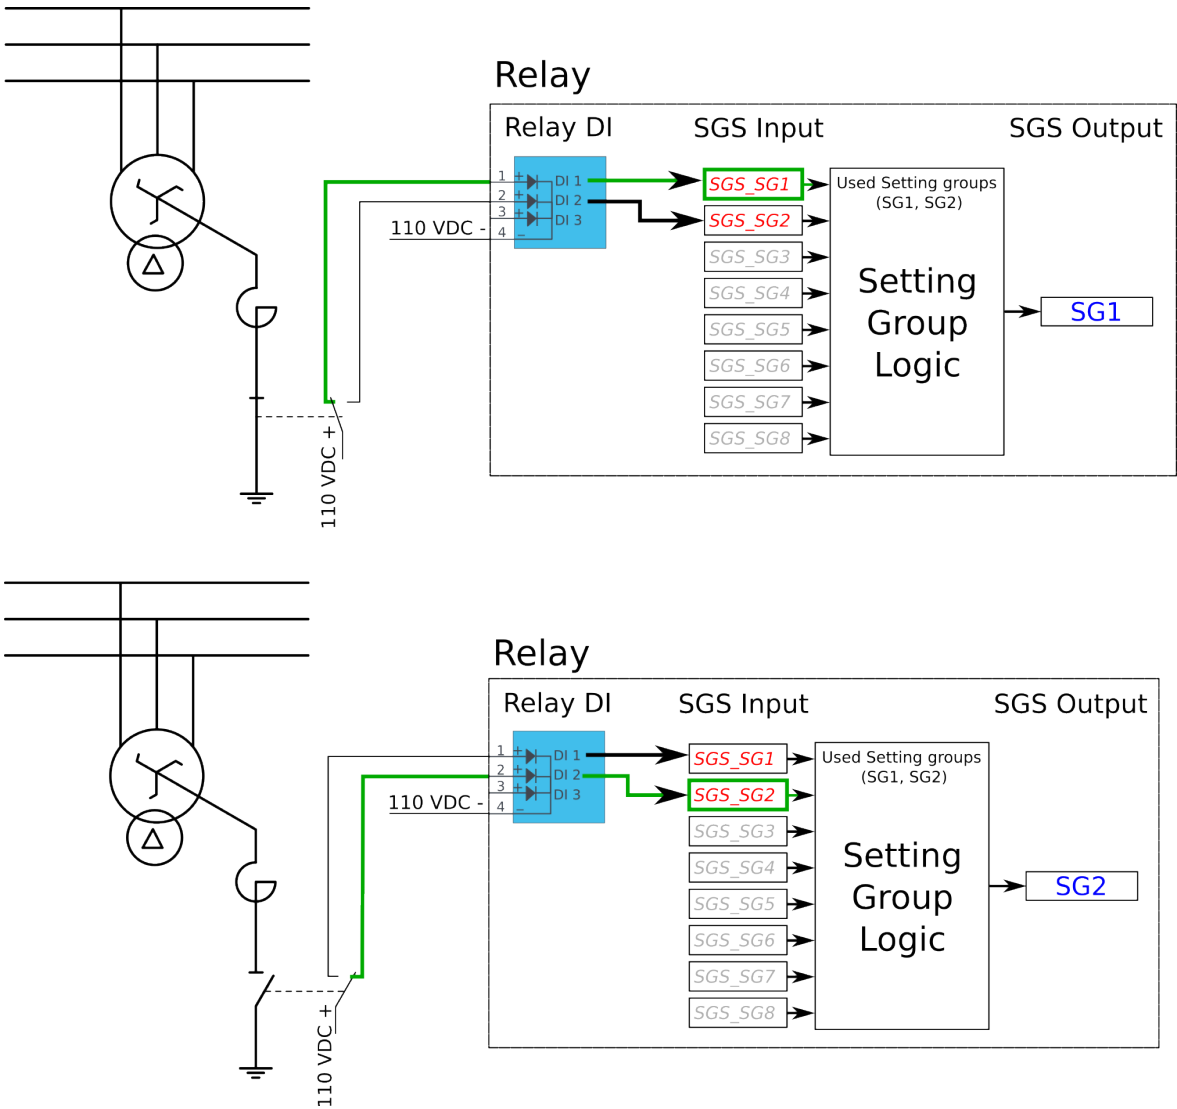 Relay
Relay DI
SGS Input
SGS Output
1 +
2 +
3 +
4 −
DI 1
DI 2
DI 3
110 VDC -
110 VDC +
SGS_SG1
SGS_SG2
SGS_SG3
SGS_SG4
SGS_SG5
SGS_SG6
SGS_SG7
SGS_SG8
Used Setting groups
(SG1, SG2)
Setting
Group
Logic
SG1
Relay
Relay DI
SGS Input
SGS Output
1 +
2 +
3 +
4 −
DI 1
DI 2
DI 3
110 VDC -
110 VDC +
SGS_SG1
SGS_SG2
SGS_SG3
SGS_SG4
SGS_SG5
SGS_SG6
SGS_SG7
SGS_SG8
Used Setting groups
(SG1, SG2)
Setting
Group
Logic
SG2